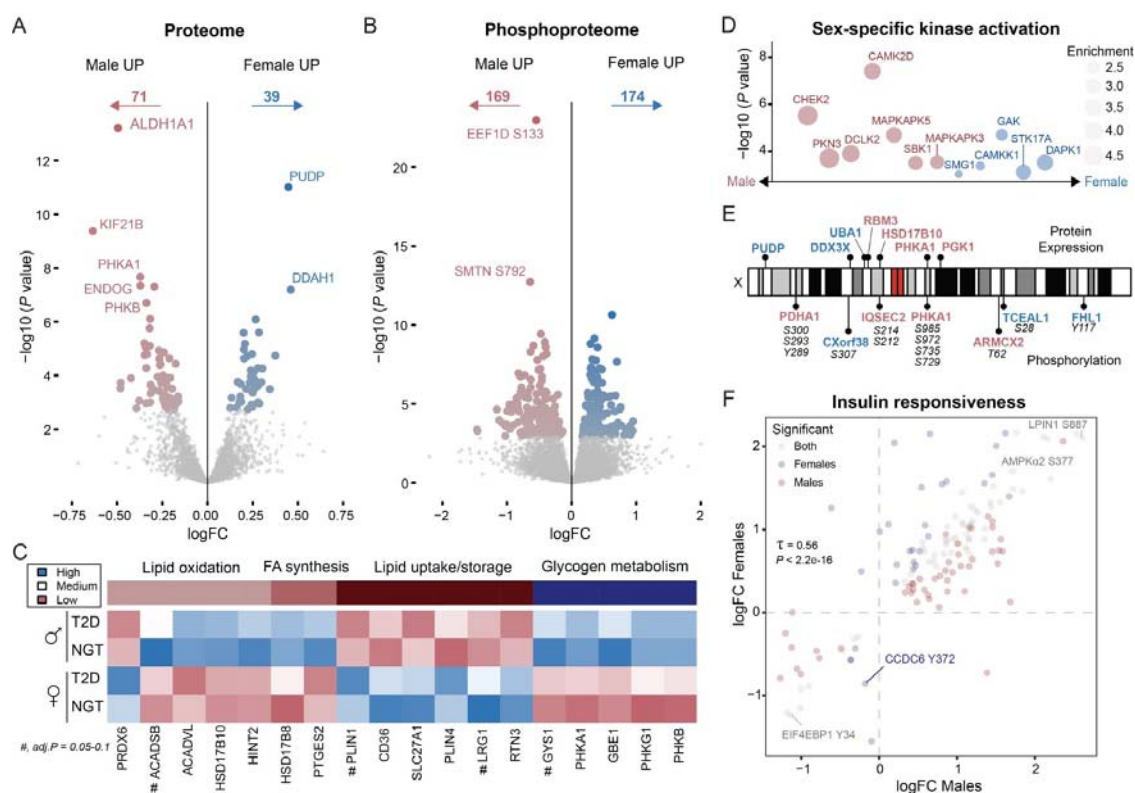 A
Proteome
Male UP
Female UP
71
39
ALDH1A1
PUDP
KIF21B
PHKA1
ENDOG
PHKB
DDAH1
−log10 (P value)
12
10
8
6
4
2
−0.75
−0.50
−0.25
0.00
0.25
0.50
0.75
logFC
B
Phosphoproteome
Male UP
Female UP
169
174
EEF1D S133
SMTN S792
−log10 (P value)
20
15
10
5
0
−2
−1
0
1
2
logFC
C
High
Medium
Low
Lipid oxidation
FA synthesis
Lipid uptake/storage
Glycogen metabolism
♂
T2D
NGT
♀
T2D
NGT
#, adj.P = 0.05-0.1
PRDX6
# ACADSB
ACADVL
HSD17B10
HINT2
HSD17B8
PTGES2
# PLIN1
CD36
SLC27A1
PLIN4
# LRG1
RTN3
# GYS1
PHKA1
GBE1
PHKG1
PHKB
D
Sex-specific kinase activation
−log10 (P value)
8
6
4
CAMK2D
CHEK2
MAPKAPK5
GAK
PKN3
DCLK2
SBK1
MAPKAPK3
STK17A
SMG1
CAMKK1
DAPK1
Male
Female
Enrichment
2.5
3.0
3.5
4.0
4.5
E
PUDP
UBA1
DDX3X
RBM3
HSD17B10
PHKA1
PGK1
Protein
Expression
X
PDHA1
S300
S293
Y289
CXorf38
S307
IQSEC2
S214
S212
PHKA1
S985
S972
S735
S729
ARMCX2
T62
TCEAL1
S28
FHL1
Y117
Phosphorylation
F
Insulin responsiveness
Significant
Both
Females
Males
LPIN1 S887
AMPKα2 S377
τ = 0.56
P < 2.2e-16
CCDC6 Y372
EIF4EBP1 Y34
logFC Females
2
1
0
−1
−1
0
1
2
logFC Males